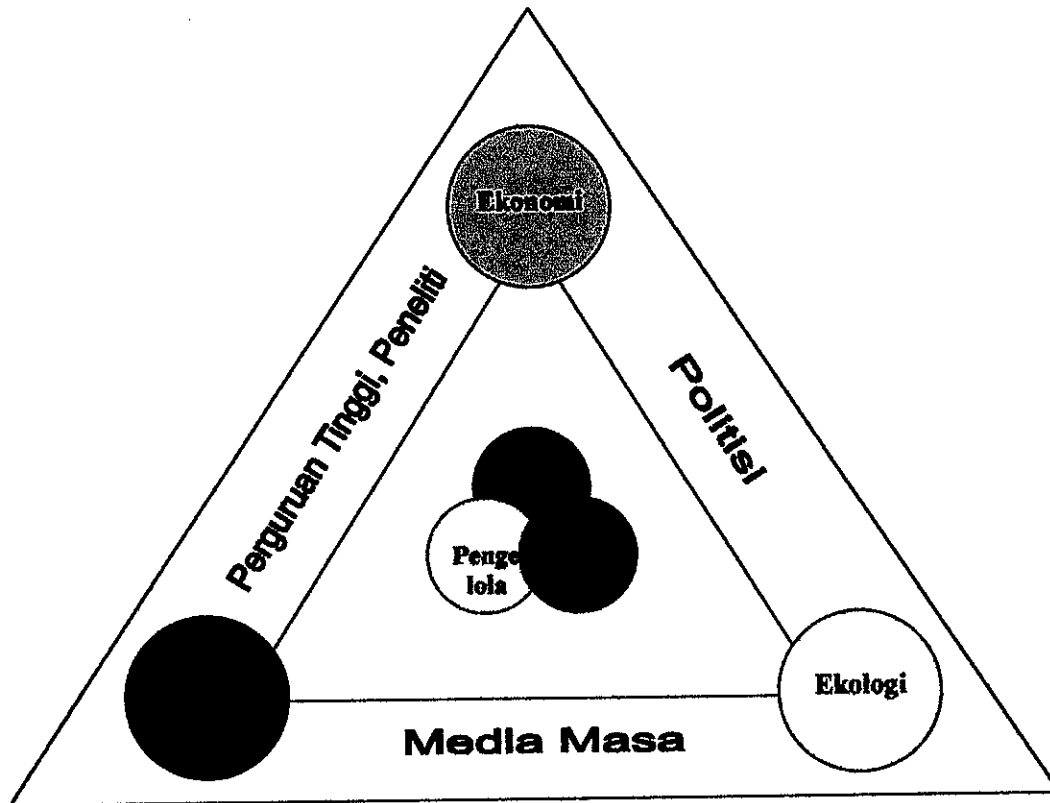 Ekonomi
Perguruan Tinggi, Peneliti
Politisi
Penge
lola
Ekologi
Media Masa